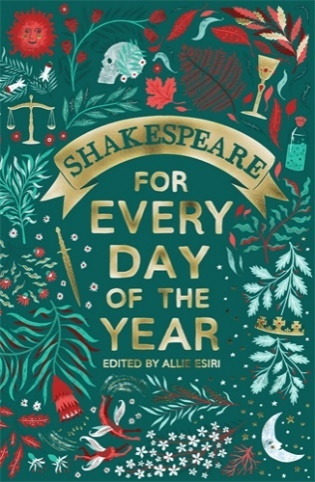 SHAKESPEARE
FOR
EVERY
DAY
OF THE
YEAR
EDITED BY ALLIE ESIRI